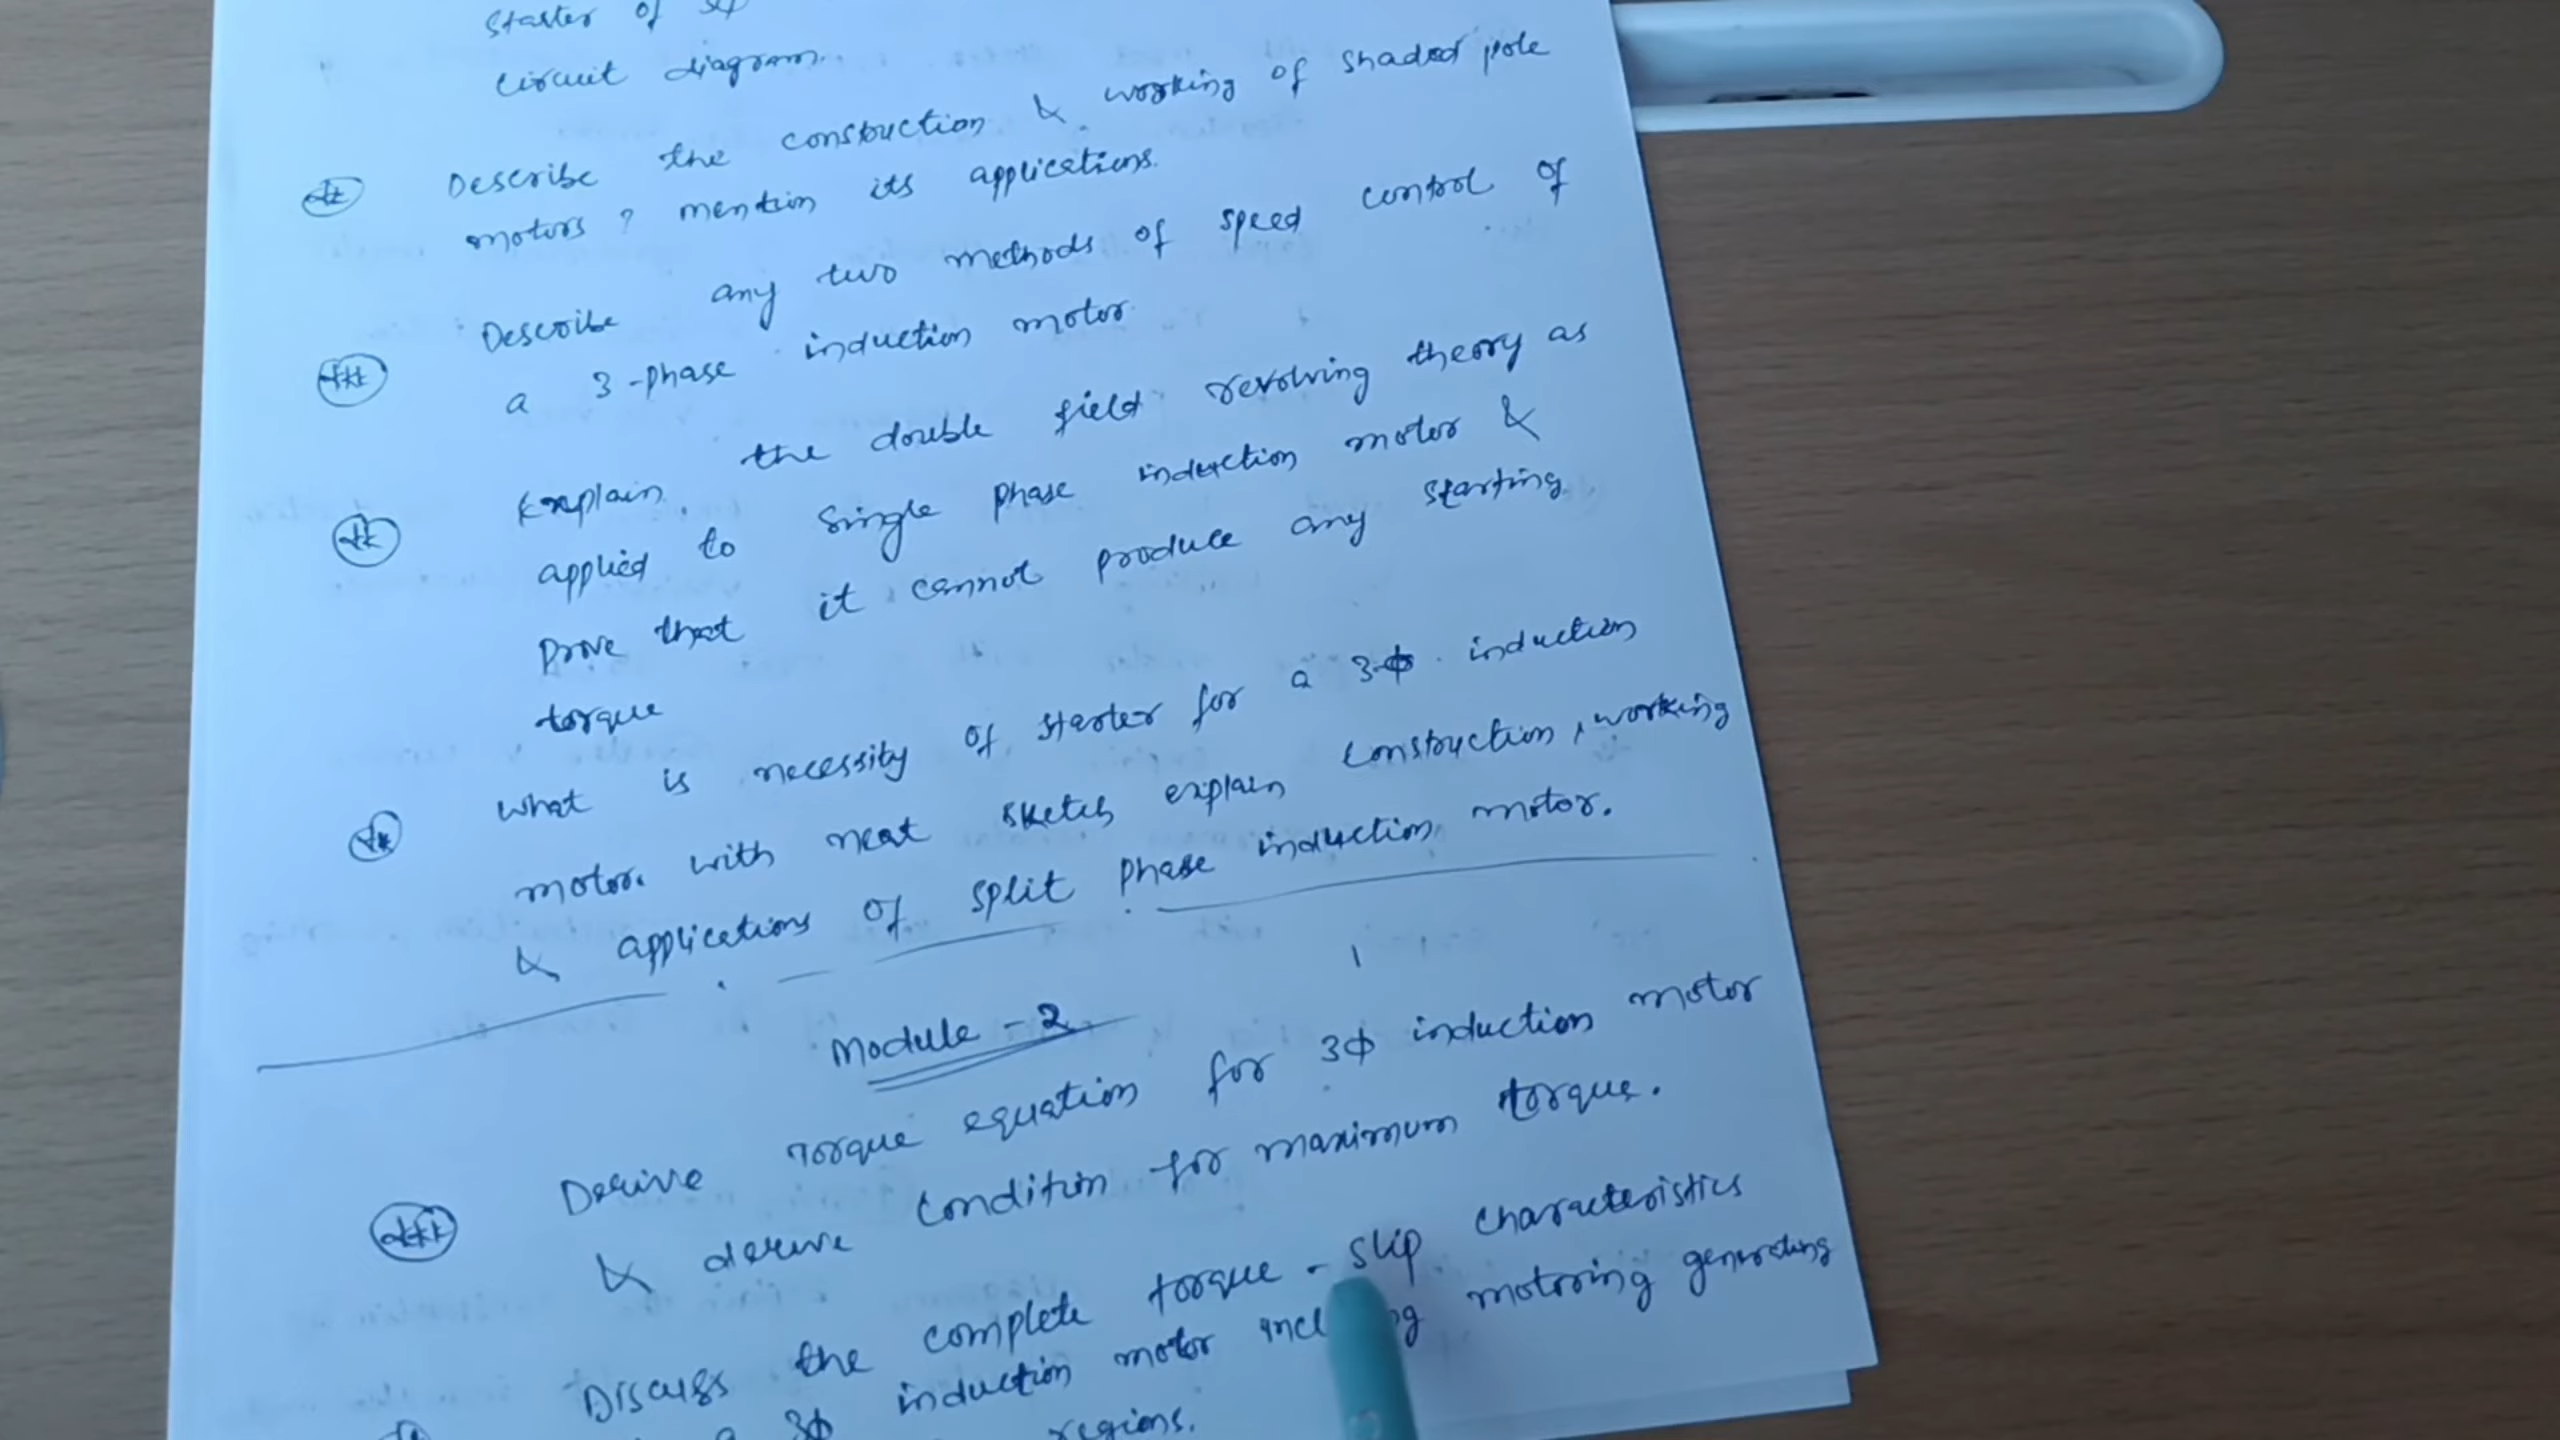 Starter of 3φ
circuit diagram.
** Describe the construction & working of shaded pole
motors? mention its applications.
*** Describe any two methods of speed control of
a 3-phase induction motor.
** Explain the double field revolving theory as
applied to single phase induction motor &
prove that it cannot produce any starting
torque
** What is necessity of starter for a 3-φ induction
motor. with neat sketch explain construction, working
& applications of split phase induction motor.
Module - 2
*** Derive Torque equation for 3φ induction motor
& derive condition for maximum torque.
Discuss the complete torque - slip characteristics
3φ induction motor motoring generating
regions.